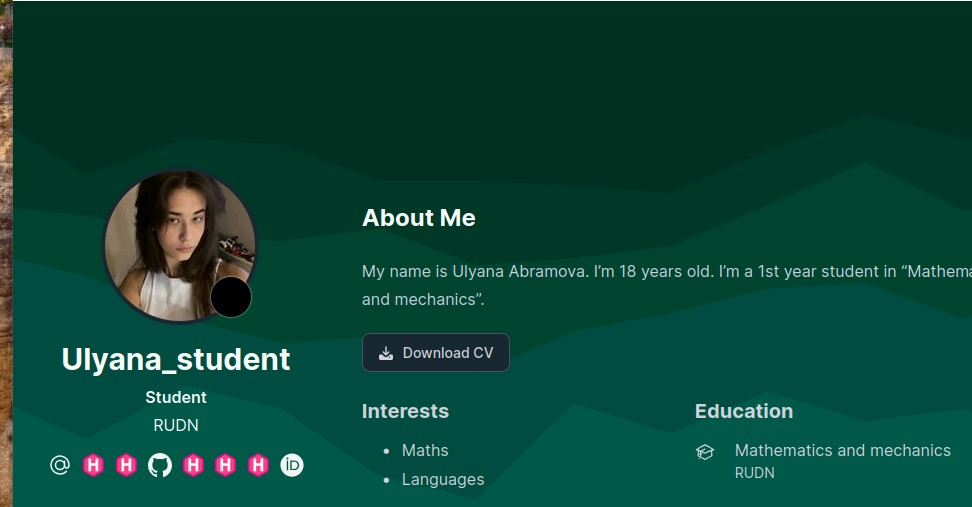 About Me
My name is Ulyana Abramova. I’m 18 years old. I’m a 1st year student in “Mathema
and mechanics”.
Download CV
Ulyana_student
Student
RUDN
@ H H H H H iD
Interests
• Maths
• Languages
Education
Mathematics and mechanics
RUDN